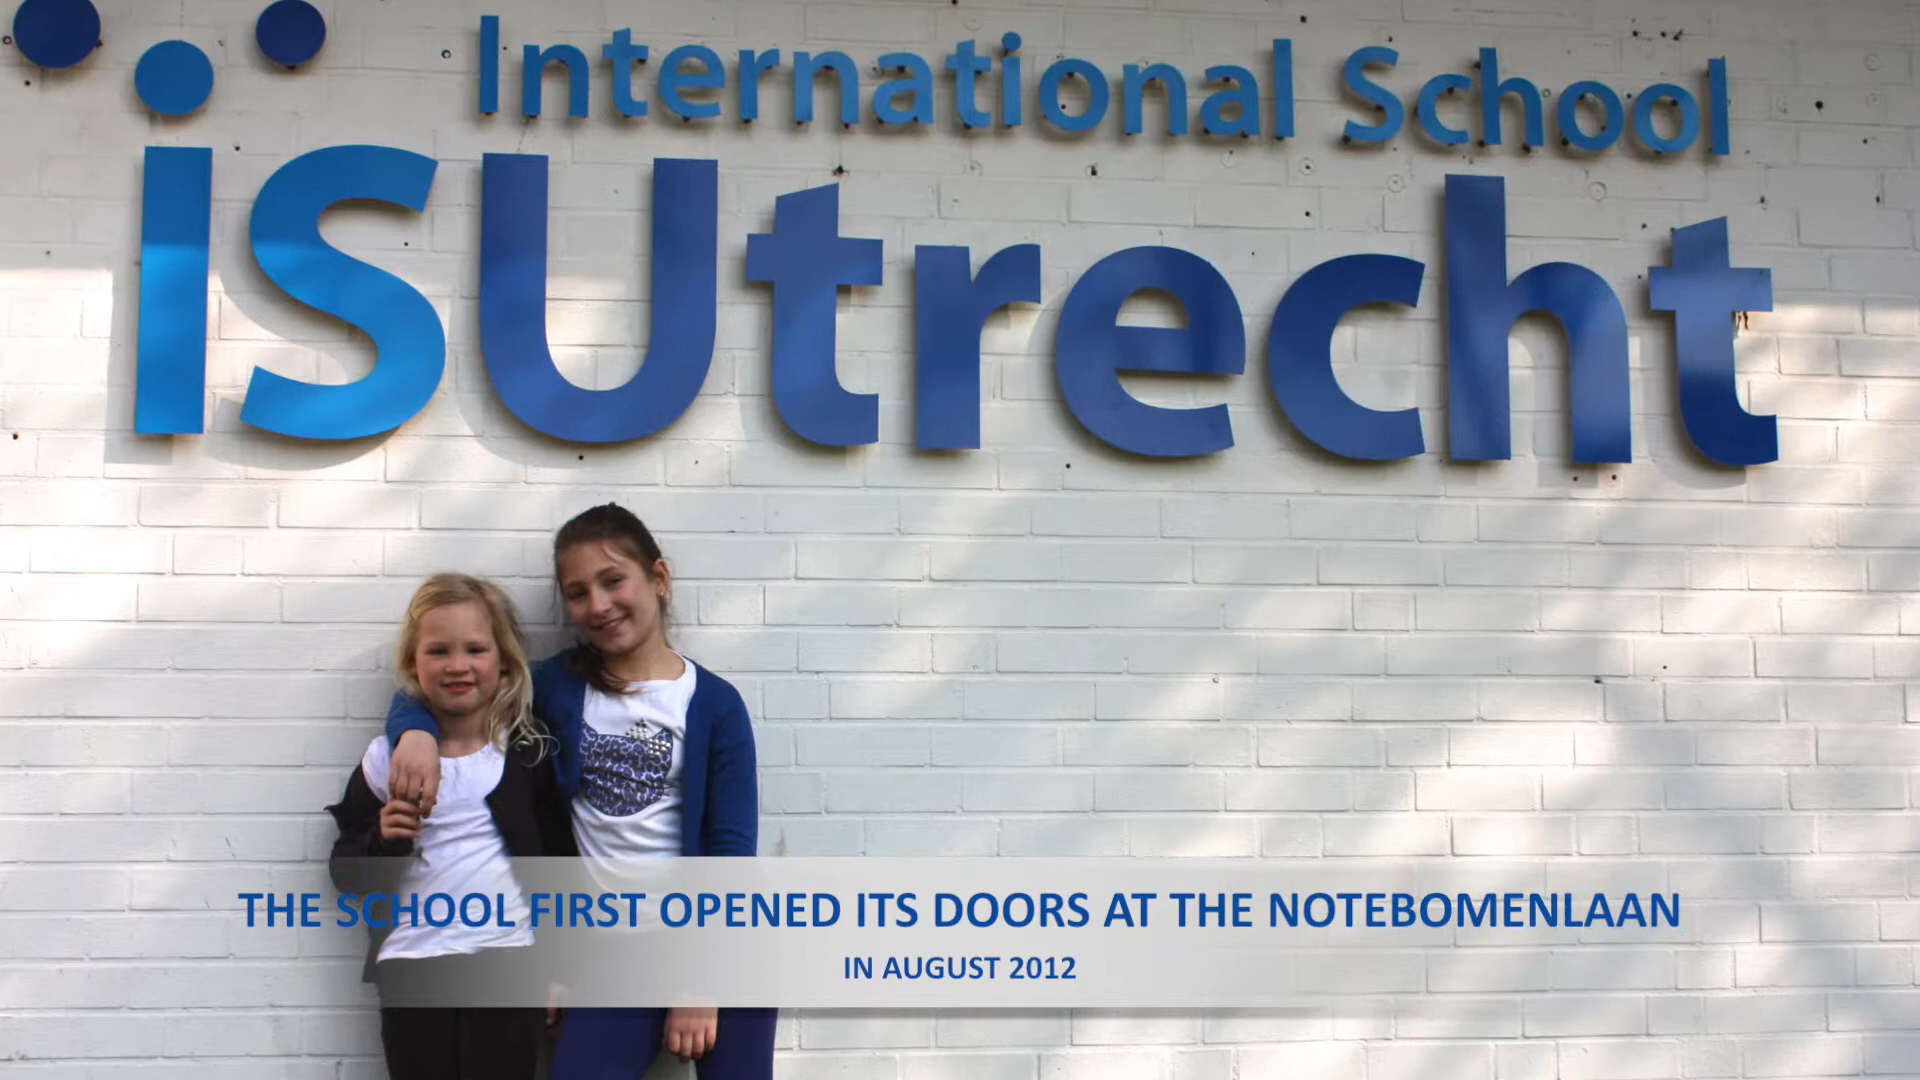 International School
iSUtrecht
THE SCHOOL FIRST OPENED ITS DOORS AT THE NOTEBOMENLAAN
IN AUGUST 2012